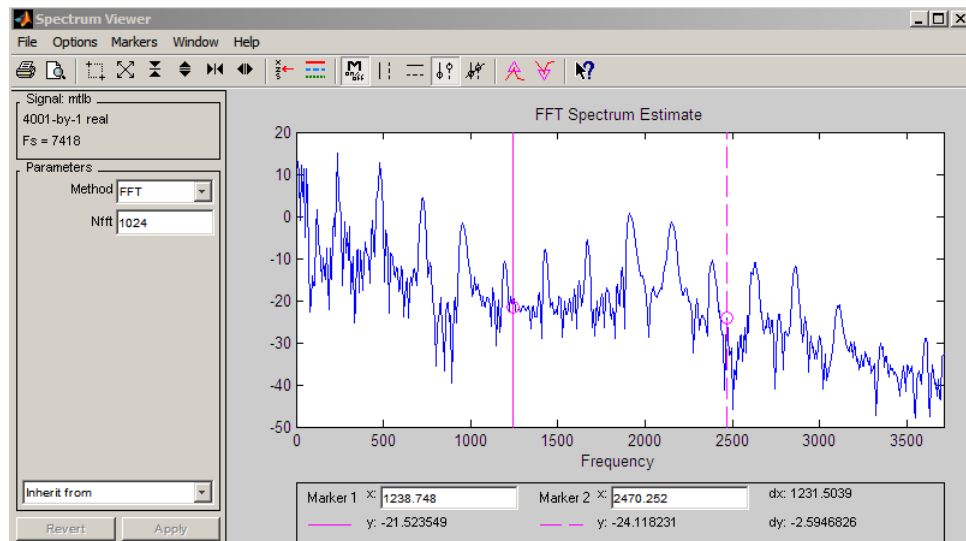 Spectrum Viewer
File Options Markers Window Help
M
on/off
Signal: mtlb
4001-by-1 real
Fs = 7418
Parameters
Method FFT
Nfft 1024
Inherit from
Revert Apply
FFT Spectrum Estimate
20
10
0
-10
-20
-30
-40
-50
0 500 1000 1500 2000 2500 3000 3500
Frequency
Marker 1 x: 1238.748 Marker 2 x: 2470.252 dx: 1231.5039
y: -21.523549 y: -24.118231 dy: -2.5946826